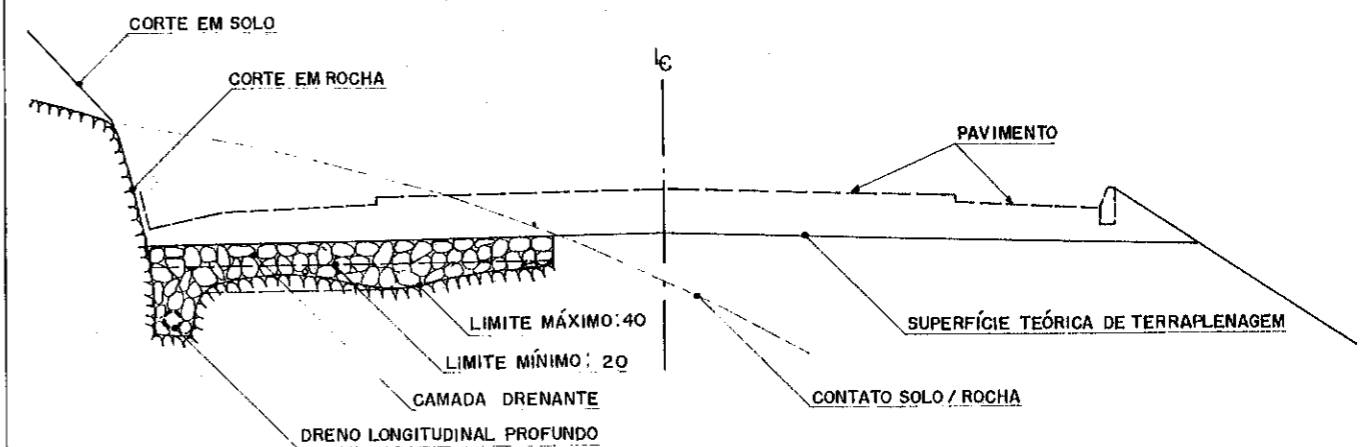 CORTE EM SOLO
CORTE EM ROCHA
PAVIMENTO
LIMITE MÁXIMO:40
SUPERFÍCIE TEÓRICA DE TERRAPLENAGEM
LIMITE MÍNIMO: 20
CAMADA DRENANTE
CONTATO SOLO / ROCHA
DRENO LONGITUDINAL PROFUNDO